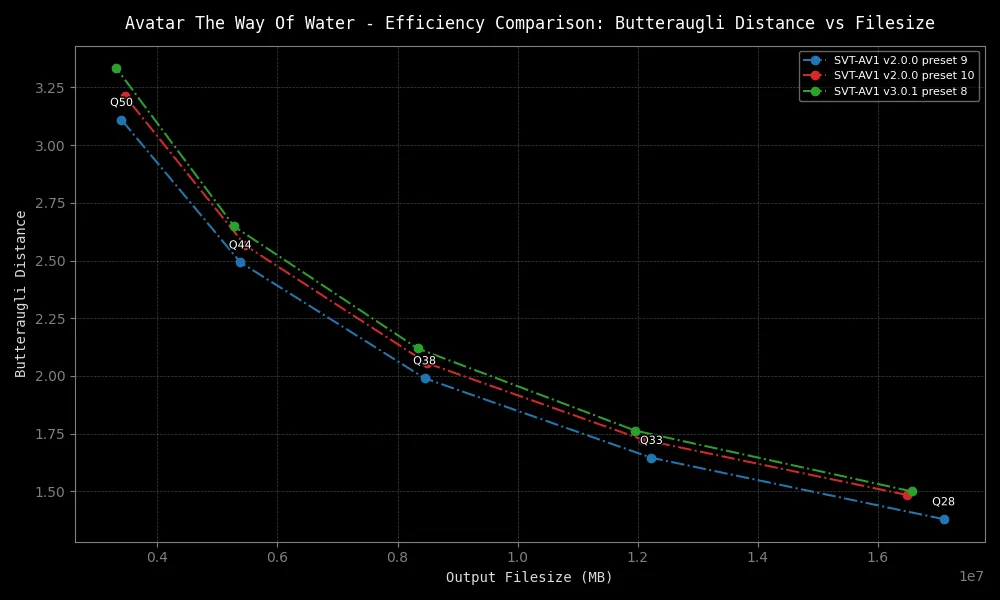 Avatar The Way Of Water - Efficiency Comparison: Butteraugli Distance vs Filesize
SVT-AV1 v2.0.0 preset 9
SVT-AV1 v2.0.0 preset 10
SVT-AV1 v3.0.1 preset 8
Butteraugli Distance
3.25
3.00
2.75
2.50
2.25
2.00
1.75
1.50
Q50
Q44
Q38
Q33
Q28
0.4
0.6
0.8
1.0
1.2
1.4
1.6
1e7
Output Filesize (MB)